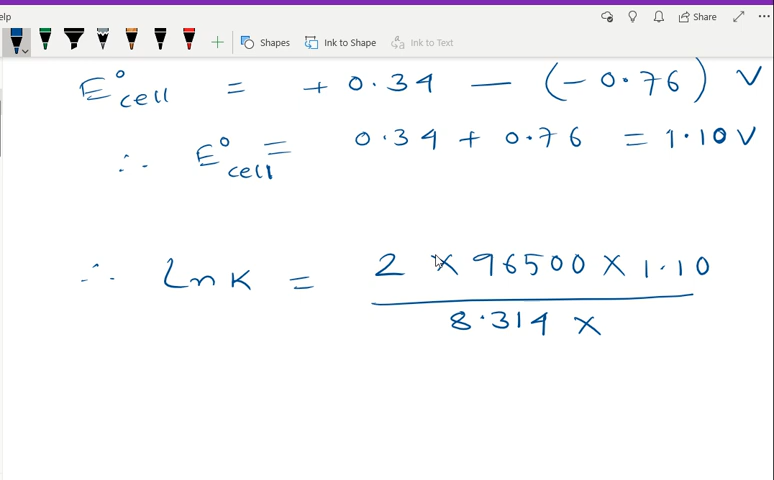 elp
Share
Shapes
Ink to Shape
Ink to Text
E°cell = + 0.34 — (- 0.76) V
∴ E°cell = 0.34 + 0.76 = 1.10 V
∴ Ln K = 2 × 96500 × 1.10
8.314 ×